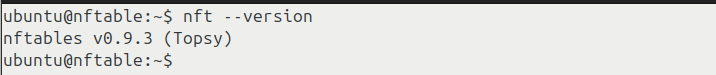 ubuntu@nftable:~$ nft --version
nftables v0.9.3 (Topsy)
ubuntu@nftable:~$